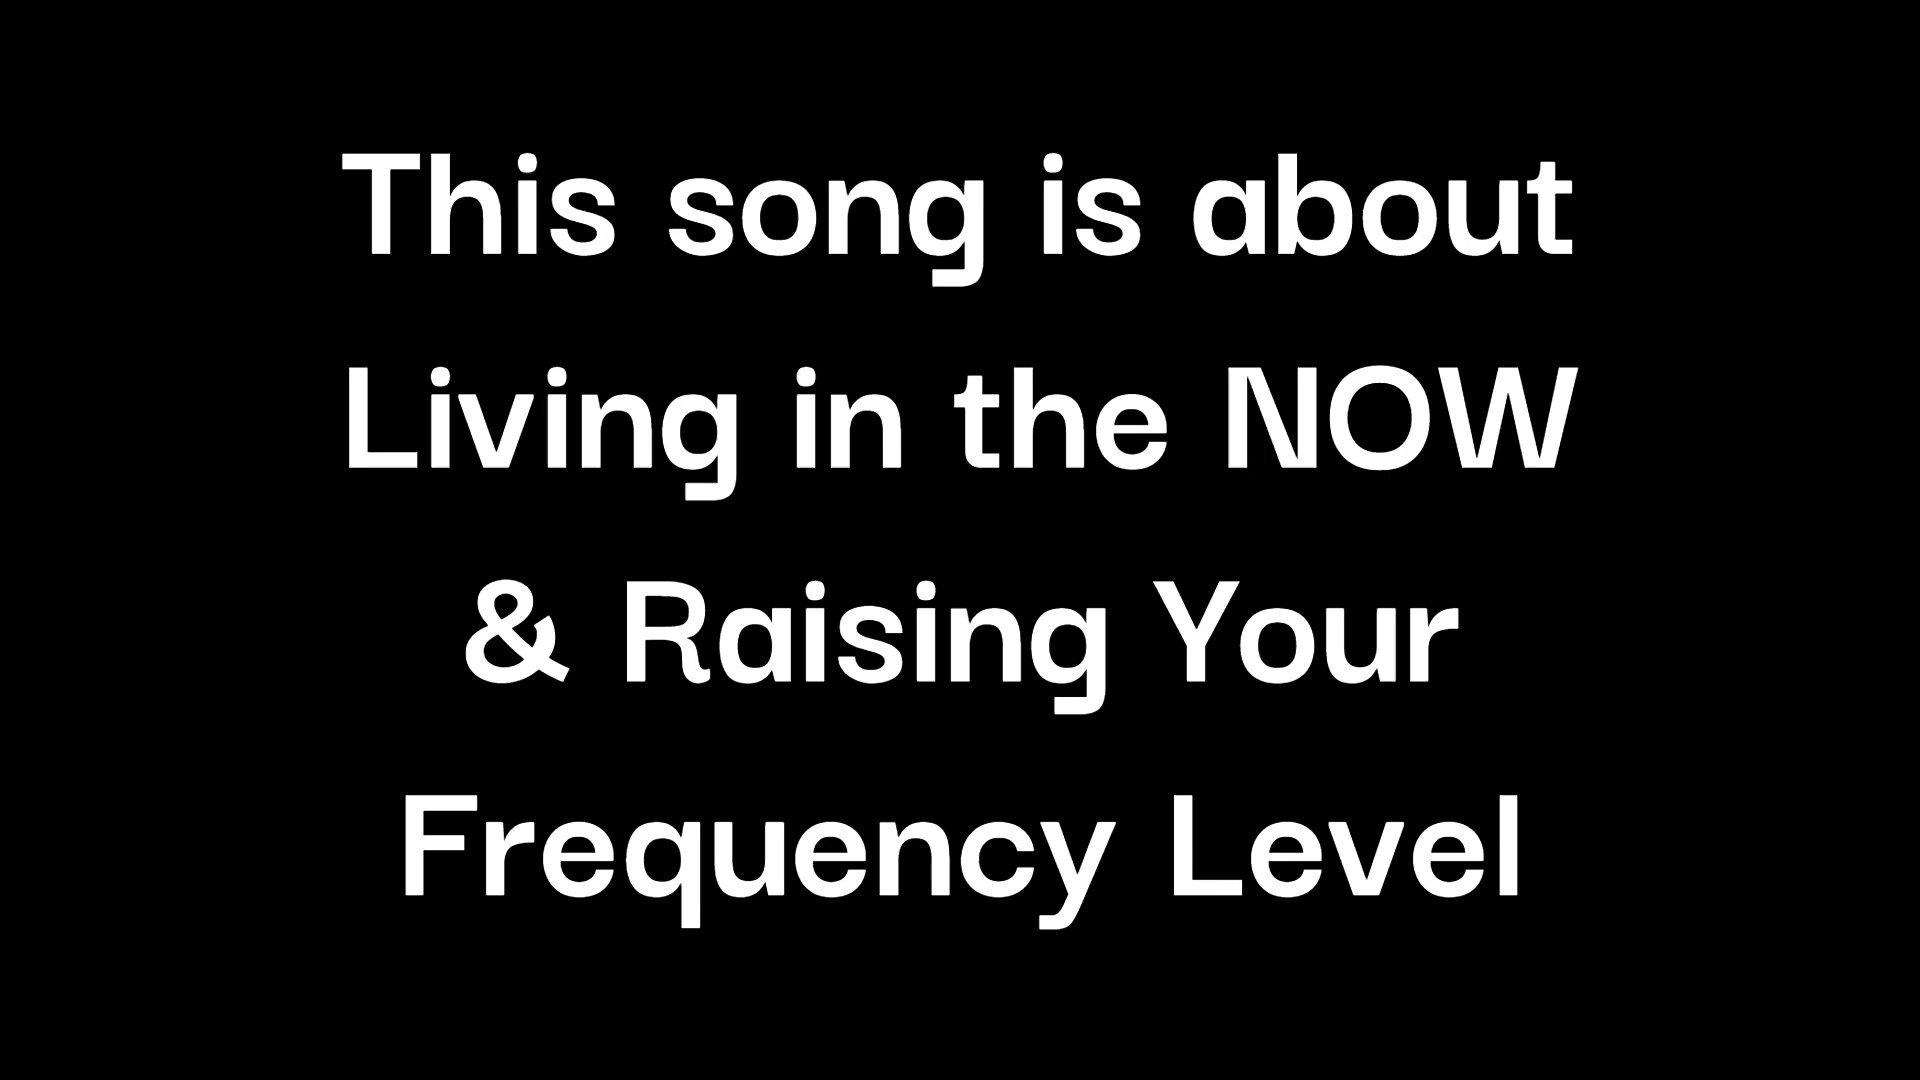 This song is about
Living in the NOW
& Raising Your
Frequency Level